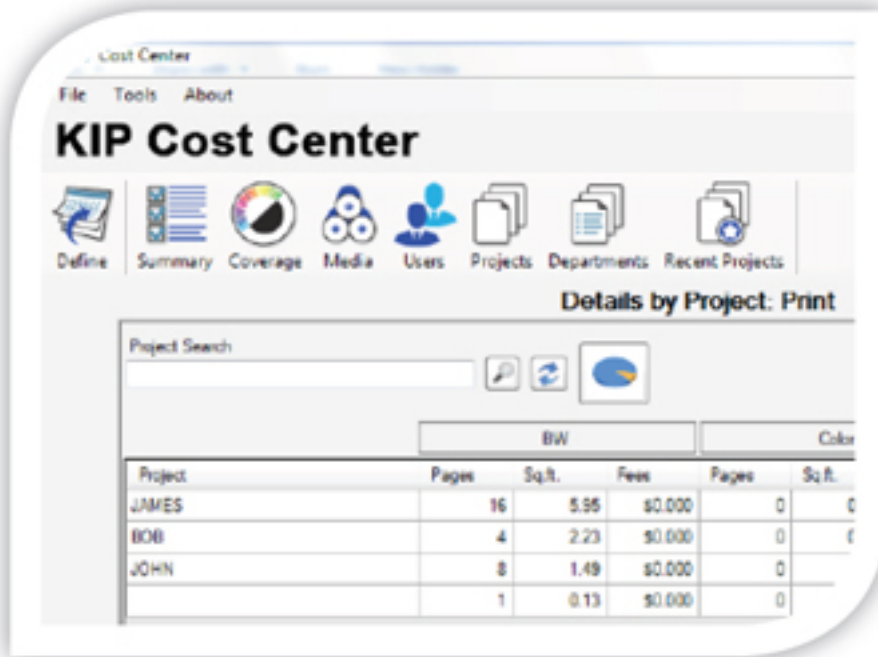 Cost Center
File Tools About
KIP Cost Center
Define Summary Coverage Media Users Projects Departments Recent Projects
Details by Project: Print
Project Search
BW Color
Project Pages Sq.ft. Fees Pages Sq.ft.
JAMES 16 5.95 $0.000 0
BOB 4 2.23 $0.000 0
JOHN 8 1.49 $0.000 0
1 0.13 $0.000 0